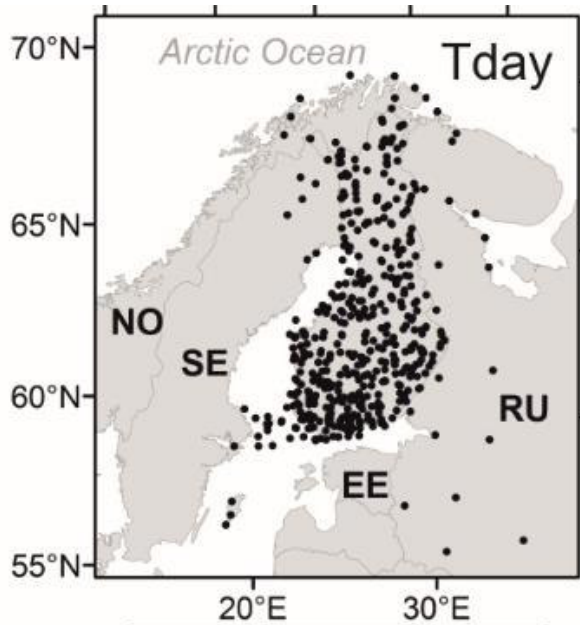 70°N
Arctic Ocean
Tday
65°N
NO
SE
60°N
RU
EE
55°N
20°E
30°E